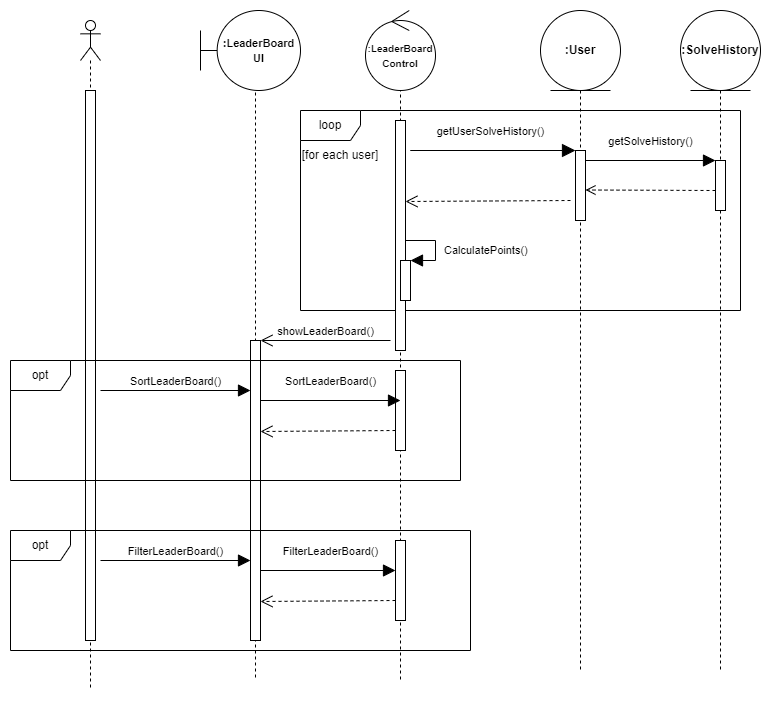 :LeaderBoard
UI
:LeaderBoard
Control
:User
:SolveHistory
loop
[for each user]
getUserSolveHistory()
getSolveHistory()
CalculatePoints()
showLeaderBoard()
opt
SortLeaderBoard()
SortLeaderBoard()
opt
FilterLeaderBoard()
FilterLeaderBoard()